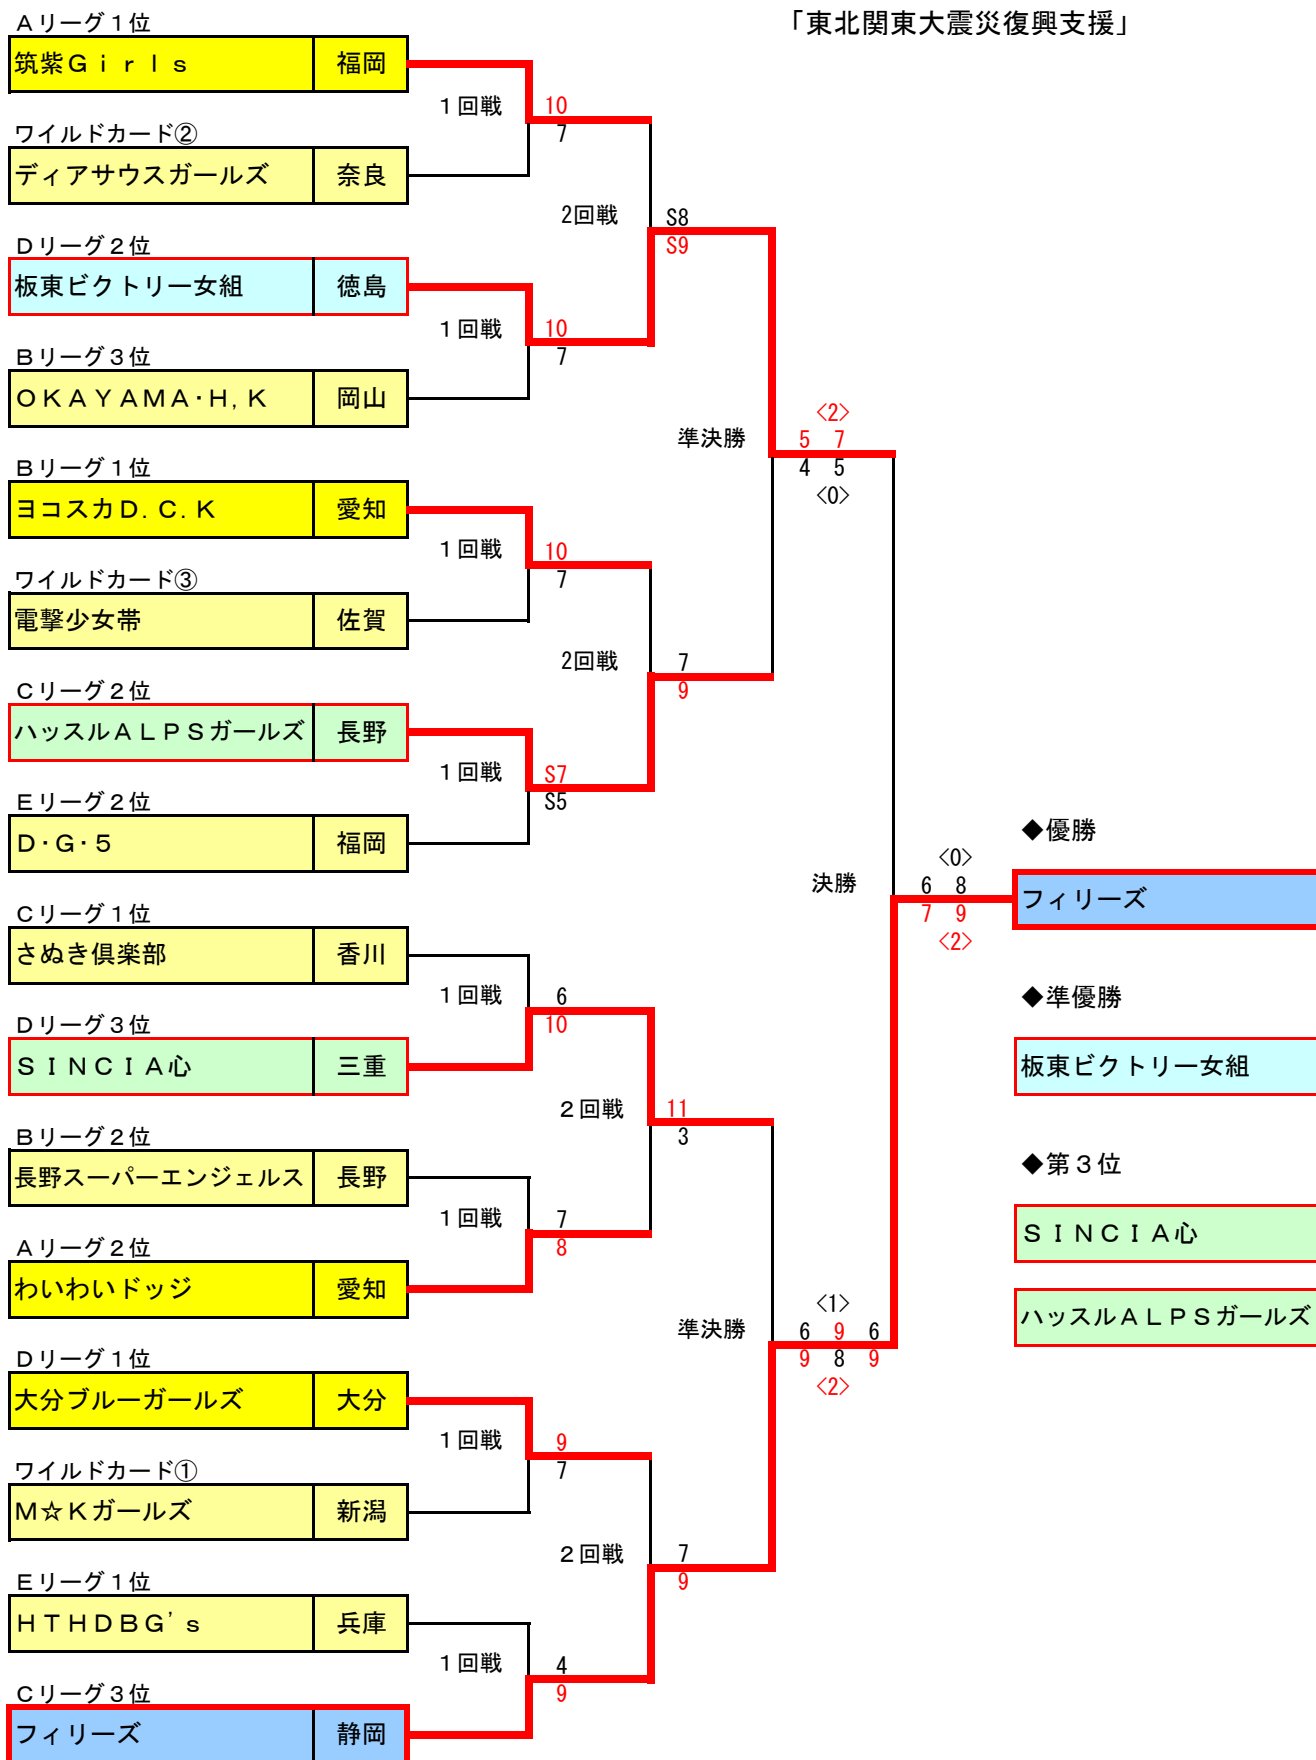 「東北関東大震災復興支援」
Aリーグ1位
筑紫Girls 福岡
1回戦 10
7
ワイルドカード②
ディアサウスガールズ 奈良
2回戦 S8
S9
Dリーグ2位
板東ビクトリー女組 徳島
1回戦 10
7
Bリーグ3位
OKAYAMA・H,K 岡山
<2>
準決勝 5 7
4 5
<0>
Bリーグ1位
ヨコスカD.C.K 愛知
1回戦 10
7
ワイルドカード③
電撃少女帯 佐賀
2回戦 7
9
Cリーグ2位
ハッスルALPSガールズ 長野
1回戦 S7
S5
Eリーグ2位
D・G・5 福岡
◆優勝
<0>
決勝 6 8
7 9
<2>
フィリーズ
Cリーグ1位
さぬき倶楽部 香川
1回戦 6
10
◆準優勝
Dリーグ3位
SINCIA心 三重
板東ビクトリー女組
2回戦 11
3
Bリーグ2位
長野スーパーエンジェルス 長野
◆第3位
1回戦 7
8
SINCIA心
Aリーグ2位
わいわいドッジ 愛知
ハッスルALPSガールズ
<1>
準決勝 6 9 6
9 8 9
<2>
Dリーグ1位
大分ブルーガールズ 大分
1回戦 9
7
ワイルドカード①
M☆Kガールズ 新潟
2回戦 7
9
Eリーグ1位
HTHDBG's 兵庫
1回戦 4
9
Cリーグ3位
フィリーズ 静岡